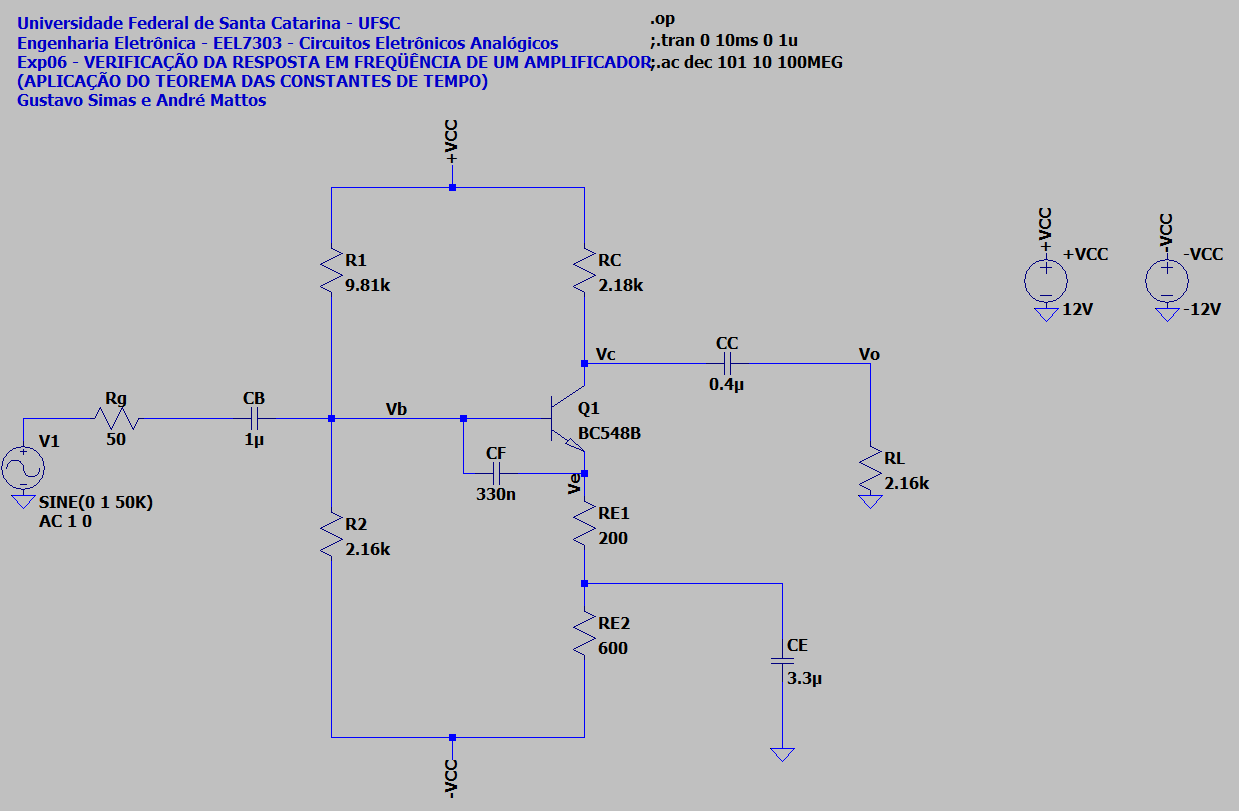 Universidade Federal de Santa Catarina - UFSC
Engenharia Eletrônica - EEL7303 - Circuitos Eletrônicos Analógicos
Exp06 - VERIFICAÇÃO DA RESPOSTA EM FREQÜÊNCIA DE UM AMPLIFICADOR
(APLICAÇÃO DO TEOREMA DAS CONSTANTES DE TEMPO)
Gustavo Simas e André Mattos
.op
;.tran 0 10ms 0 1u
;.ac dec 101 10 100MEG
+VCC
R1
9.81k
RC
2.18k
+VCC
+VCC
12V
-VCC
-VCC
-12V
Vc
CC
0.4µ
Vo
Rg
50
CB
1µ
Vb
Q1
BC548B
V1
SINE(0 1 50K)
AC 1 0
CF
330n
Ve
RL
2.16k
R2
2.16k
RE1
200
RE2
600
CE
3.3µ
-VCC